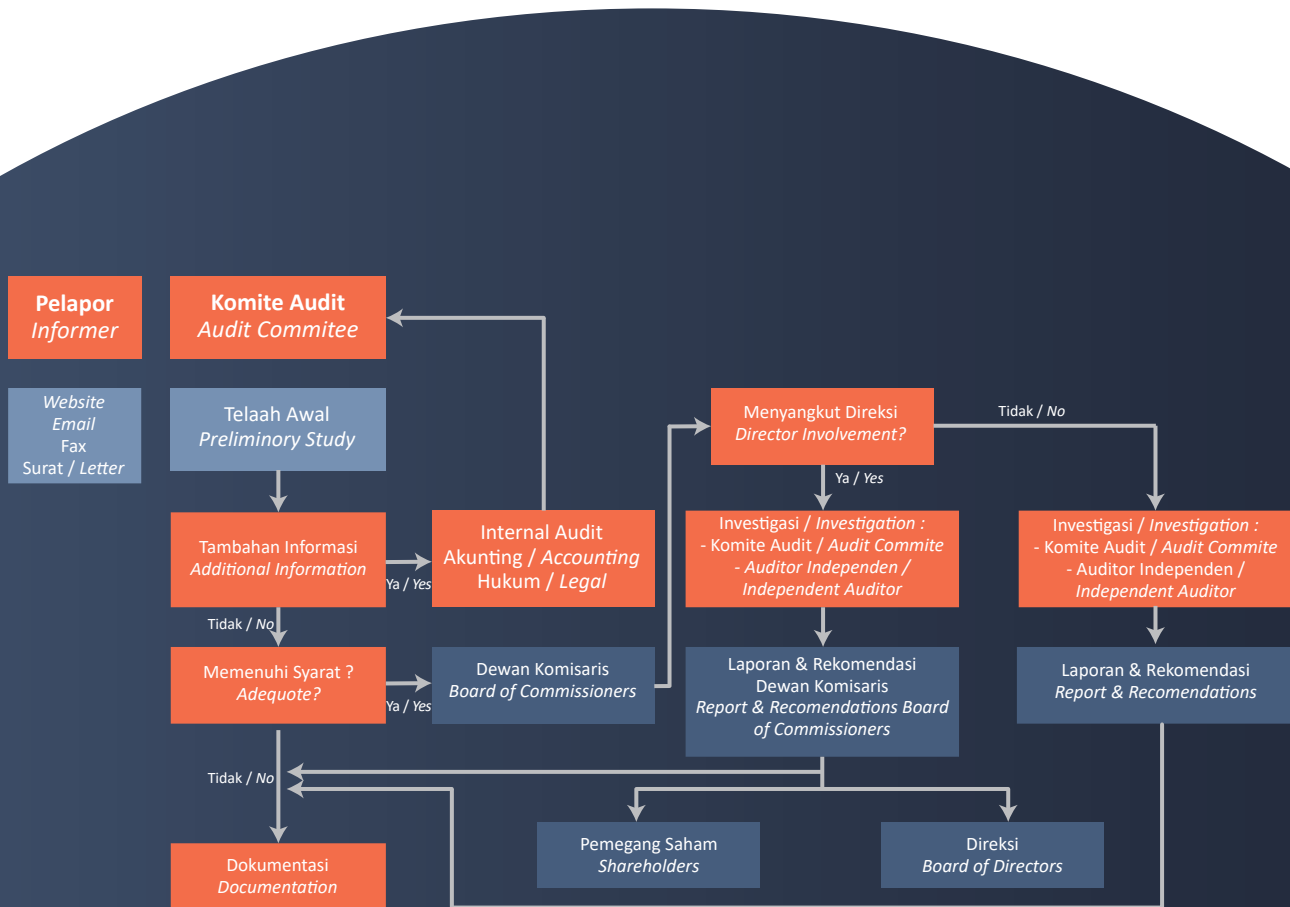 Pelapor
Informer
Komite Audit
Audit Commitee
Website
Email
Fax
Surat / Letter
Telaah Awal
Preliminory Study
Menyangkut Direksi
Director Involvement?
Tidak / No
Ya / Yes
Tambahan Informasi
Additional Information
Ya / Yes
Internal Audit
Akunting / Accounting
Hukum / Legal
Investigasi / Investigation :
- Komite Audit / Audit Commite
- Auditor Independen /
Independent Auditor
Investigasi / Investigation :
- Komite Audit / Audit Commite
- Auditor Independen /
Independent Auditor
Tidak / No
Memenuhi Syarat ?
Adequote?
Ya / Yes
Dewan Komisaris
Board of Commissioners
Laporan & Rekomendasi
Dewan Komisaris
Report & Recomendations Board
of Commissioners
Laporan & Rekomendasi
Report & Recomendations
Tidak / No
Pemegang Saham
Shareholders
Direksi
Board of Directors
Dokumentasi
Documentation